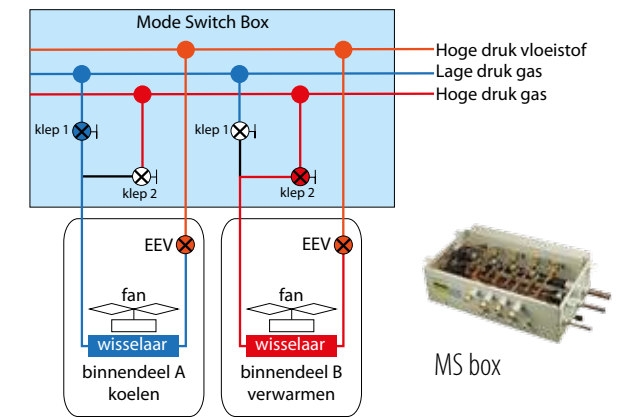 Mode Switch Box
Hoge druk vloeistof
Lage druk gas
Hoge druk gas
klep 1
klep 1
klep 2
klep 2
EEV
EEV
fan
fan
wisselaar
wisselaar
binnendeel A
koelen
binnendeel B
verwarmen
MS box